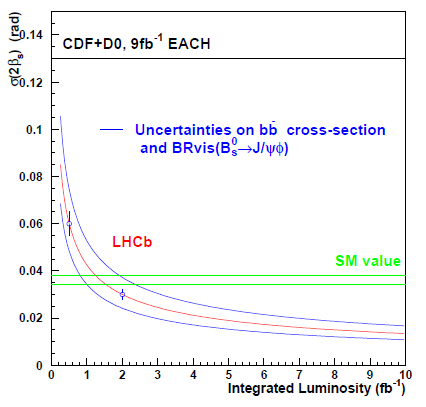 σ(2βs) (rad)
0.14
0.12
0.1
0.08
0.06
0.04
0.02
0
CDF+D0, 9fb⁻¹ EACH
Uncertainties on bb̄ cross-section
and BRvis(B⁰s→J/ψϕ)
LHCb
SM value
0 1 2 3 4 5 6 7 8 9 10
Integrated Luminosity (fb⁻¹)